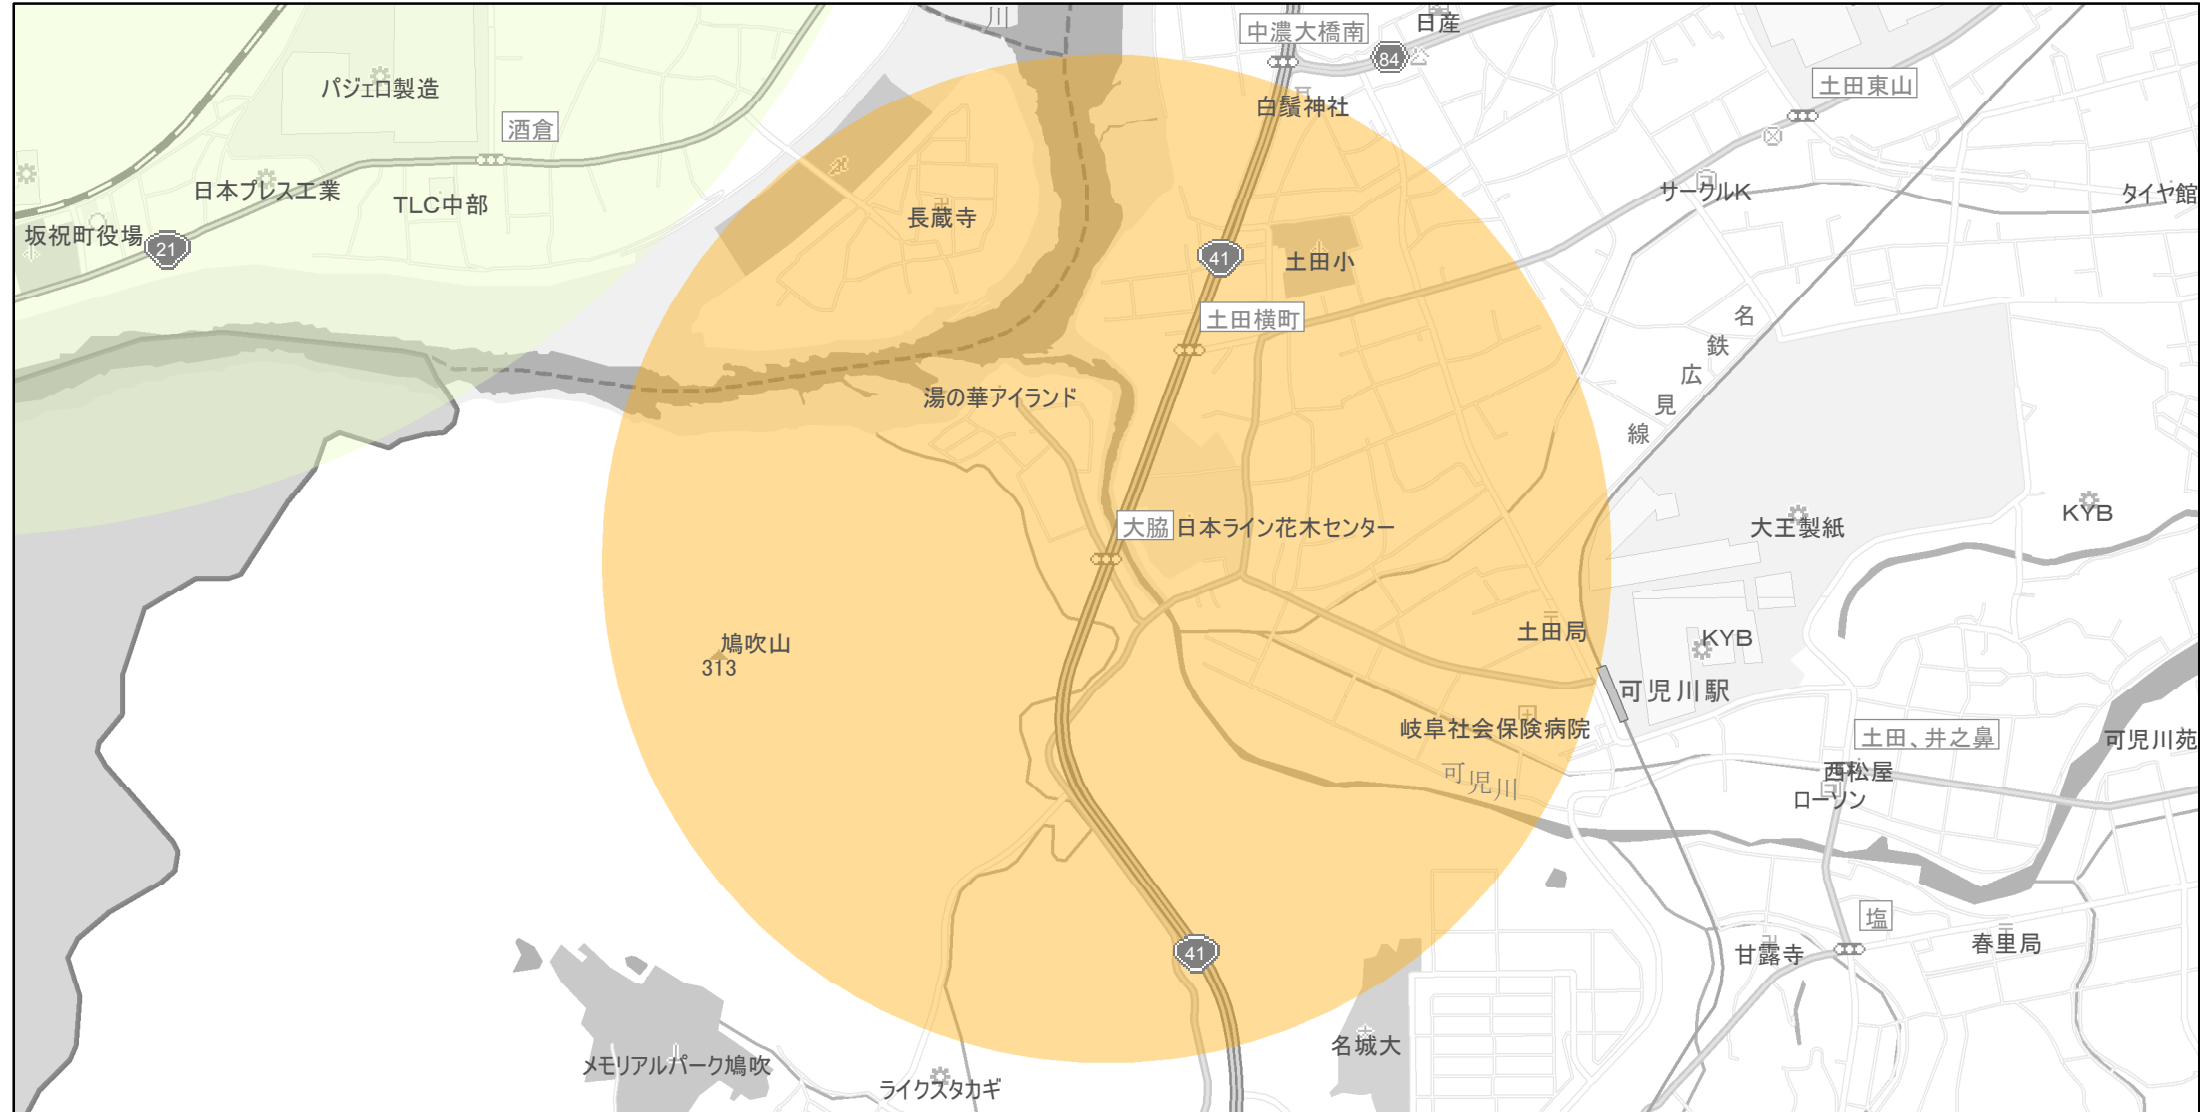 川
日産
中濃大橋南
84
パジェロ製造
土田東山
白鬚神社
酒倉
日本プレス工業
TLC中部
サークルK
タイヤ館
長蔵寺
坂祝町役場
21
41
土田小
土田横町
名鉄広見線
湯の華アイランド
大脇
日本ライン花木センター
大王製紙
KYB
鳩吹山
313
土田局
KYB
可児川駅
岐阜社会保険病院
土田、井之鼻
可児川苑
可児川
西松屋
ローソン
塩
41
甘露寺
春里局
名城大
メモリアルパーク鳩吹
ライクスタカギ